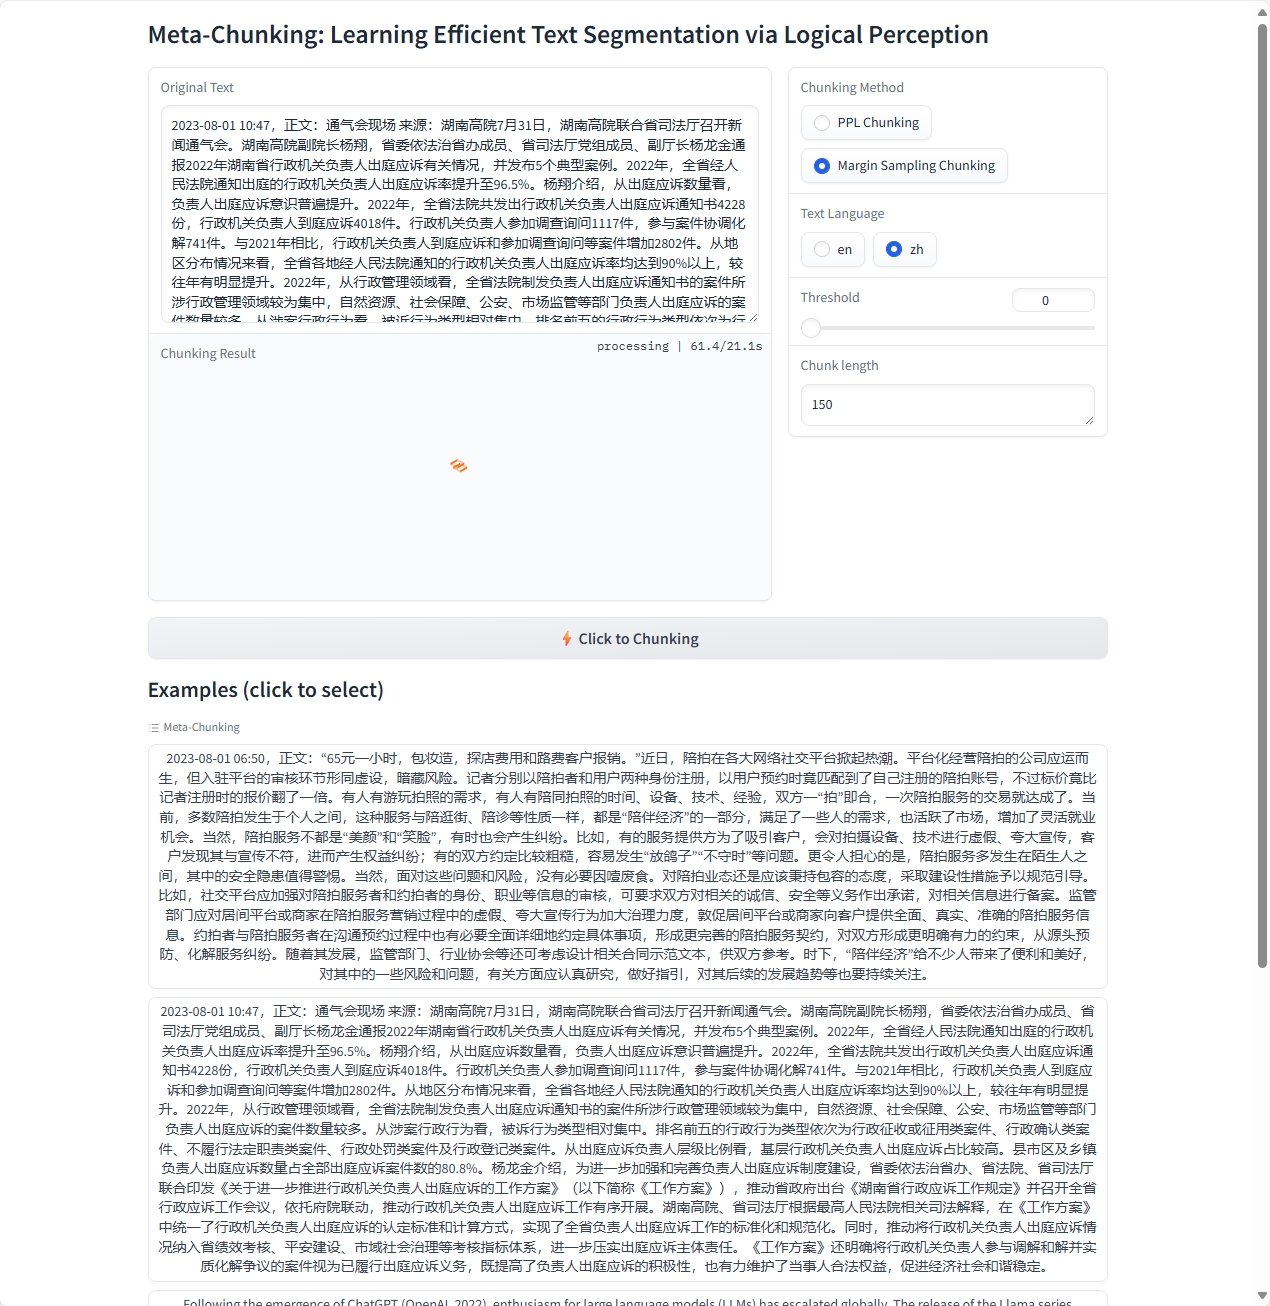 Meta-Chunking: Learning Efficient Text Segmentation via Logical Perception
Original Text
2023-08-01 10:47，正文：通气会现场 来源：湖南高院7月31日，湖南高院联合省司法厅召开新
闻通气会。湖南高院副院长杨翔，省委依法治省办成员、省司法厅党组成员、副厅长杨龙金通
报2022年湖南省行政机关负责人出庭应诉有关情况，并发布5个典型案例。2022年，全省经人
民法院通知出庭的行政机关负责人出庭应诉率提升至96.5%。杨翔介绍，从出庭应诉数量看，
负责人出庭应诉意识普遍提升。2022年，全省法院共发出行政机关负责人出庭应诉通知书4228
份，行政机关负责人到庭应诉4018件。行政机关负责人参加调查询问1117件，参与案件协调化
解741件。与2021年相比，行政机关负责人到庭应诉和参加调查询问等案件增加2802件。从地
区分布情况来看，全省各地经人民法院通知的行政机关负责人出庭应诉率均达到90%以上，较
往年有明显提升。2022年，从行政管理领域看，全省法院制发负责人出庭应诉通知书的案件所
涉行政管理领域较为集中，自然资源、社会保障、公安、市场监管等部门负责人出庭应诉的案
件数量较多。从涉案行政行为看，被诉行为类型相对集中。排名前五的行政行为类型依次为行
Chunking Result
processing | 61.4/21.1s
Chunking Method
PPL Chunking
Margin Sampling Chunking
Text Language
en
zh
Threshold
0
Chunk length
150
Click to Chunking
Examples (click to select)
Meta-Chunking
2023-08-01 06:50，正文：“65元一小时，包妆造，探店费用和路费客户报销。”近日，陪拍在各大网络社交平台掀起热潮。平台化经营陪拍的公司应运而
生，但入驻平台的审核环节形同虚设，暗藏风险。记者分别以陪拍者和用户两种身份注册，以用户预约时竟匹配到了自己注册的陪拍账号，不过标价竟比
记者注册时的报价翻了一倍。有人有游玩拍照的需求，有人有陪同拍照的时间、设备、技术、经验，双方一“拍”即合，一次陪拍服务的交易就达成了。当
前，多数陪拍发生于个人之间，这种服务与陪逛街、陪诊等性质一样，都是“陪伴经济”的一部分，满足了一些人的需求，也活跃了市场，增加了灵活就业
机会。当然，陪拍服务不都是“美颜”和“笑脸”，有时也会产生纠纷。比如，有的服务提供方为了吸引客户，会对拍摄设备、技术进行虚假、夸大宣传，客
户发现其与宣传不符，进而产生权益纠纷；有的双方约定比较粗糙，容易发生“放鸽子”“不守时”等问题。更令人担心的是，陪拍服务多发生在陌生人之
间，其中的安全隐患值得警惕。当然，面对这些问题和风险，没有必要因噎废食。对陪拍业态还是应该秉持包容的态度，采取建设性措施予以规范引导。
比如，社交平台应加强对陪拍服务者和约拍者的身份、职业等信息的审核，可要求双方对相关的诚信、安全等义务作出承诺，对相关信息进行备案。监管
部门应对居间平台或商家在陪拍服务营销过程中的虚假、夸大宣传行为加大治理力度，敦促居间平台或商家向客户提供全面、真实、准确的陪拍服务信
息。约拍者与陪拍服务者在沟通预约过程中也有必要全面详细地约定具体事项，形成更完善的陪拍服务契约，对双方形成更明确有力的约束，从源头预
防、化解服务纠纷。随着其发展，监管部门、行业协会等还可考虑设计相关合同示范文本，供双方参考。时下，“陪伴经济”给不少人带来了便利和美好，
对其中的一些风险和问题，有关方面应认真研究，做好指引，对其后续的发展趋势等也要持续关注。
2023-08-01 10:47，正文：通气会现场 来源：湖南高院7月31日，湖南高院联合省司法厅召开新闻通气会。湖南高院副院长杨翔，省委依法治省办成员、省
司法厅党组成员、副厅长杨龙金通报2022年湖南省行政机关负责人出庭应诉有关情况，并发布5个典型案例。2022年，全省经人民法院通知出庭的行政机
关负责人出庭应诉率提升至96.5%。杨翔介绍，从出庭应诉数量看，负责人出庭应诉意识普遍提升。2022年，全省法院共发出行政机关负责人出庭应诉通
知书4228份，行政机关负责人到庭应诉4018件。行政机关负责人参加调查询问1117件，参与案件协调化解741件。与2021年相比，行政机关负责人到庭应
诉和参加调查询问等案件增加2802件。从地区分布情况来看，全省各地经人民法院通知的行政机关负责人出庭应诉率均达到90%以上，较往年有明显提
升。2022年，从行政管理领域看，全省法院制发负责人出庭应诉通知书的案件所涉行政管理领域较为集中，自然资源、社会保障、公安、市场监管等部门
负责人出庭应诉的案件数量较多。从涉案行政行为看，被诉行为类型相对集中。排名前五的行政行为类型依次为行政征收或征用类案件、行政确认类案
件、不履行法定职责类案件、行政处罚类案件及行政登记类案件。从出庭应诉负责人层级比例看，基层行政机关负责人出庭应诉占比较高。县市区及乡镇
负责人出庭应诉数量占全部出庭应诉案件数的80.8%。杨龙金介绍，为进一步加强和完善负责人出庭应诉制度建设，省委依法治省办、省法院、省司法厅
联合印发《关于进一步推进行政机关负责人出庭应诉的工作方案》（以下简称《工作方案》），推动省政府出台《湖南省行政应诉工作规定》并召开全省
行政应诉工作会议，依托府院联动，推动行政机关负责人出庭应诉工作有序开展。湖南高院、省司法厅根据最高人民法院相关司法解释，在《工作方案》
中统一了行政机关负责人出庭应诉的认定标准和计算方式，实现了全省负责人出庭应诉工作的标准化和规范化。同时，推动将行政机关负责人出庭应诉情
况纳入省绩效考核、平安建设、市域社会治理等考核指标体系，进一步压实出庭应诉主体责任。《工作方案》还明确将行政机关负责人参与调解和解并实
质化解争议的案件视为已履行出庭应诉义务，既提高了负责人出庭应诉的积极性，也有力维护了当事人合法权益，促进经济社会和谐稳定。
Following the emergence of ChatGPT (OpenAI, 2022), enthusiasm for large language models (LLMs) has escalated globally. The release of the Llama series